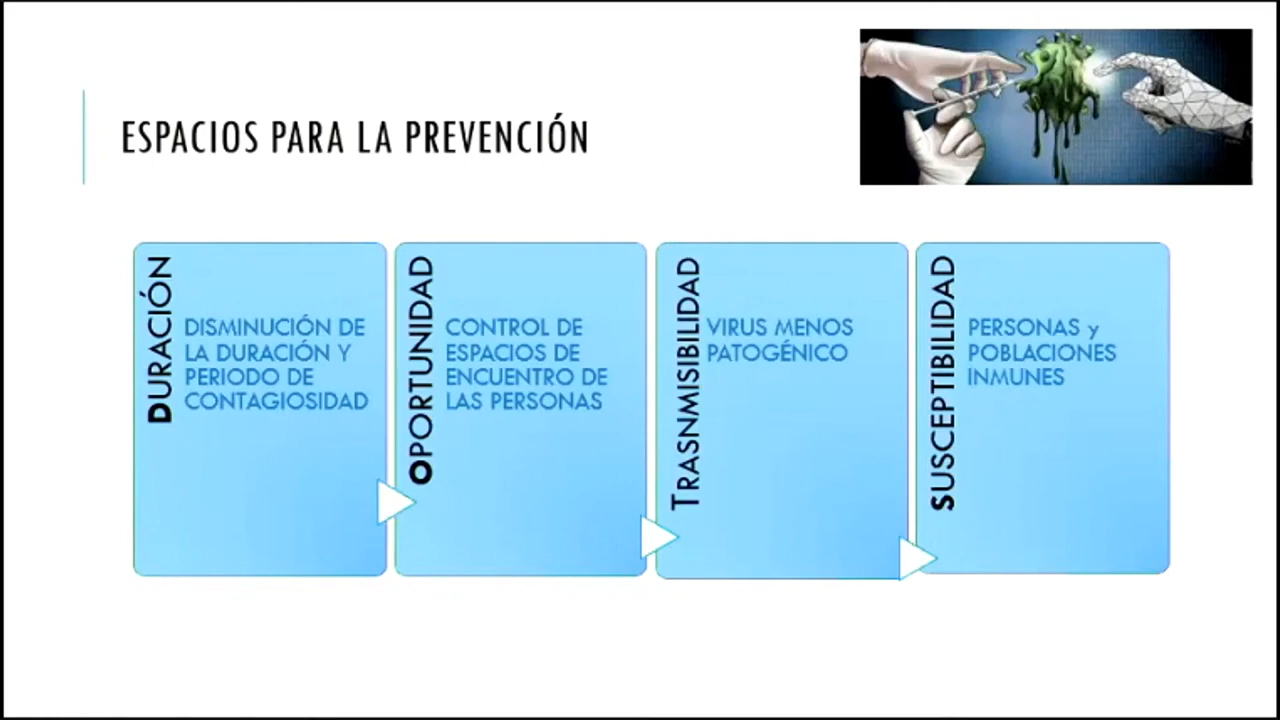 ESPACIOS PARA LA PREVENCIÓN
DURACIÓN
DISMINUCIÓN DE
LA DURACIÓN Y
PERIODO DE
CONTAGIOSIDAD
OPORTUNIDAD
CONTROL DE
ESPACIOS DE
ENCUENTRO DE
LAS PERSONAS
TRASNMISIBILIDAD
VIRUS MENOS
PATOGÉNICO
SUSCEPTIBILIDAD
PERSONAS y
POBLACIONES
INMUNES